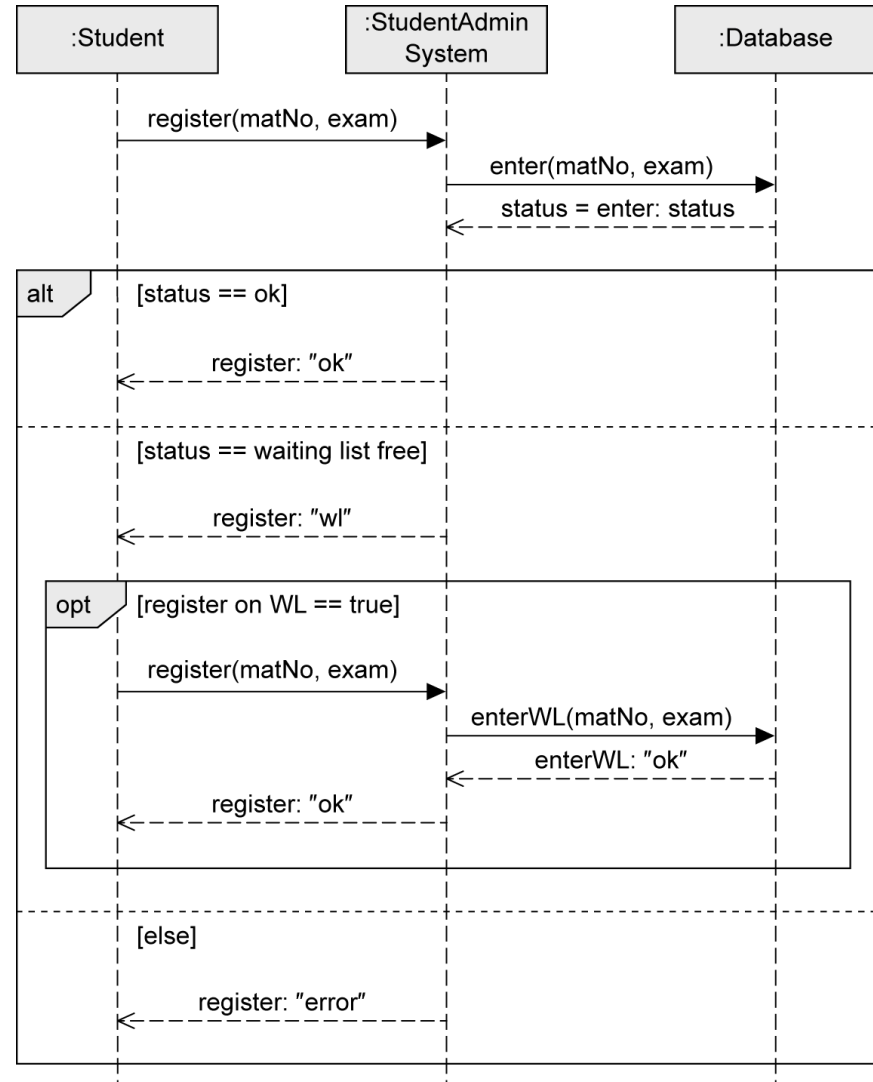 :Student
:StudentAdmin
System
:Database
register(matNo, exam)
enter(matNo, exam)
status = enter: status
alt
[status == ok]
register: "ok"
[status == waiting list free]
register: "wl"
opt
[register on WL == true]
register(matNo, exam)
enterWL(matNo, exam)
enterWL: "ok"
register: "ok"
[else]
register: "error"